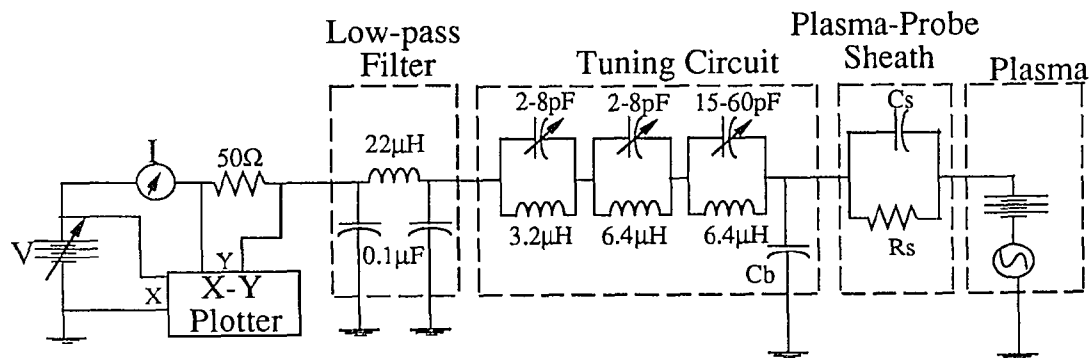 Low-pass
Filter
Tuning Circuit
Plasma-Probe
Sheath
Plasma
2-8pF
2-8pF
15-60pF
Cs
I
50Ω
22μH
3.2μH
6.4μH
6.4μH
Rs
0.1μF
Cb
V
X
Y
X-Y
Plotter